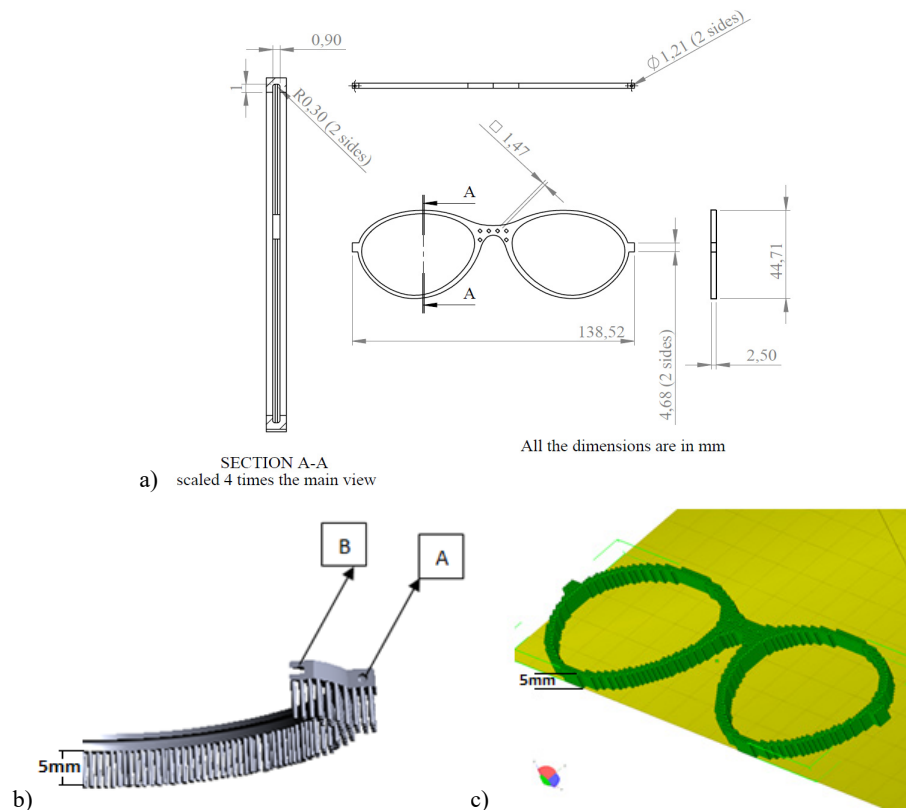 0,90
1
R0,30 (2 sides)
∅1,21 (2 sides)
□ 1,47
A
A
138,52
4,68 (2 sides)
44,71
2,50
SECTION A-A
scaled 4 times the main view
All the dimensions are in mm
a)
B
A
5mm
b)
5mm
c)